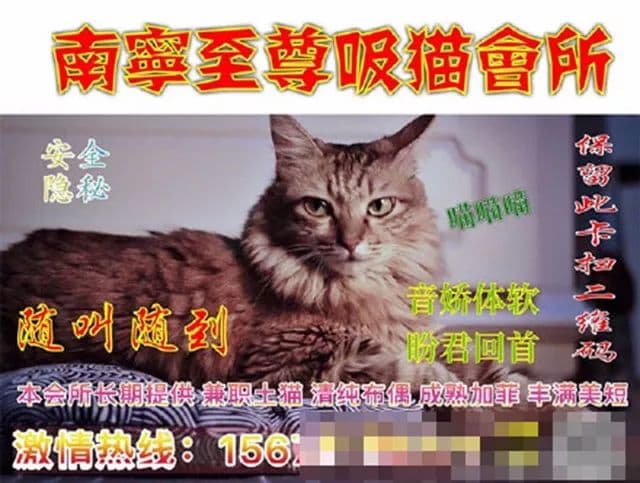 南寧至尊吸猫會所
安全
隐秘
喵喵喵
保留此卡扫二维码
音娇体软
盼君回首
随叫随到
本会所长期提供 兼职土猫 清纯布偶 成熟加菲 丰满美短
激情热线：156